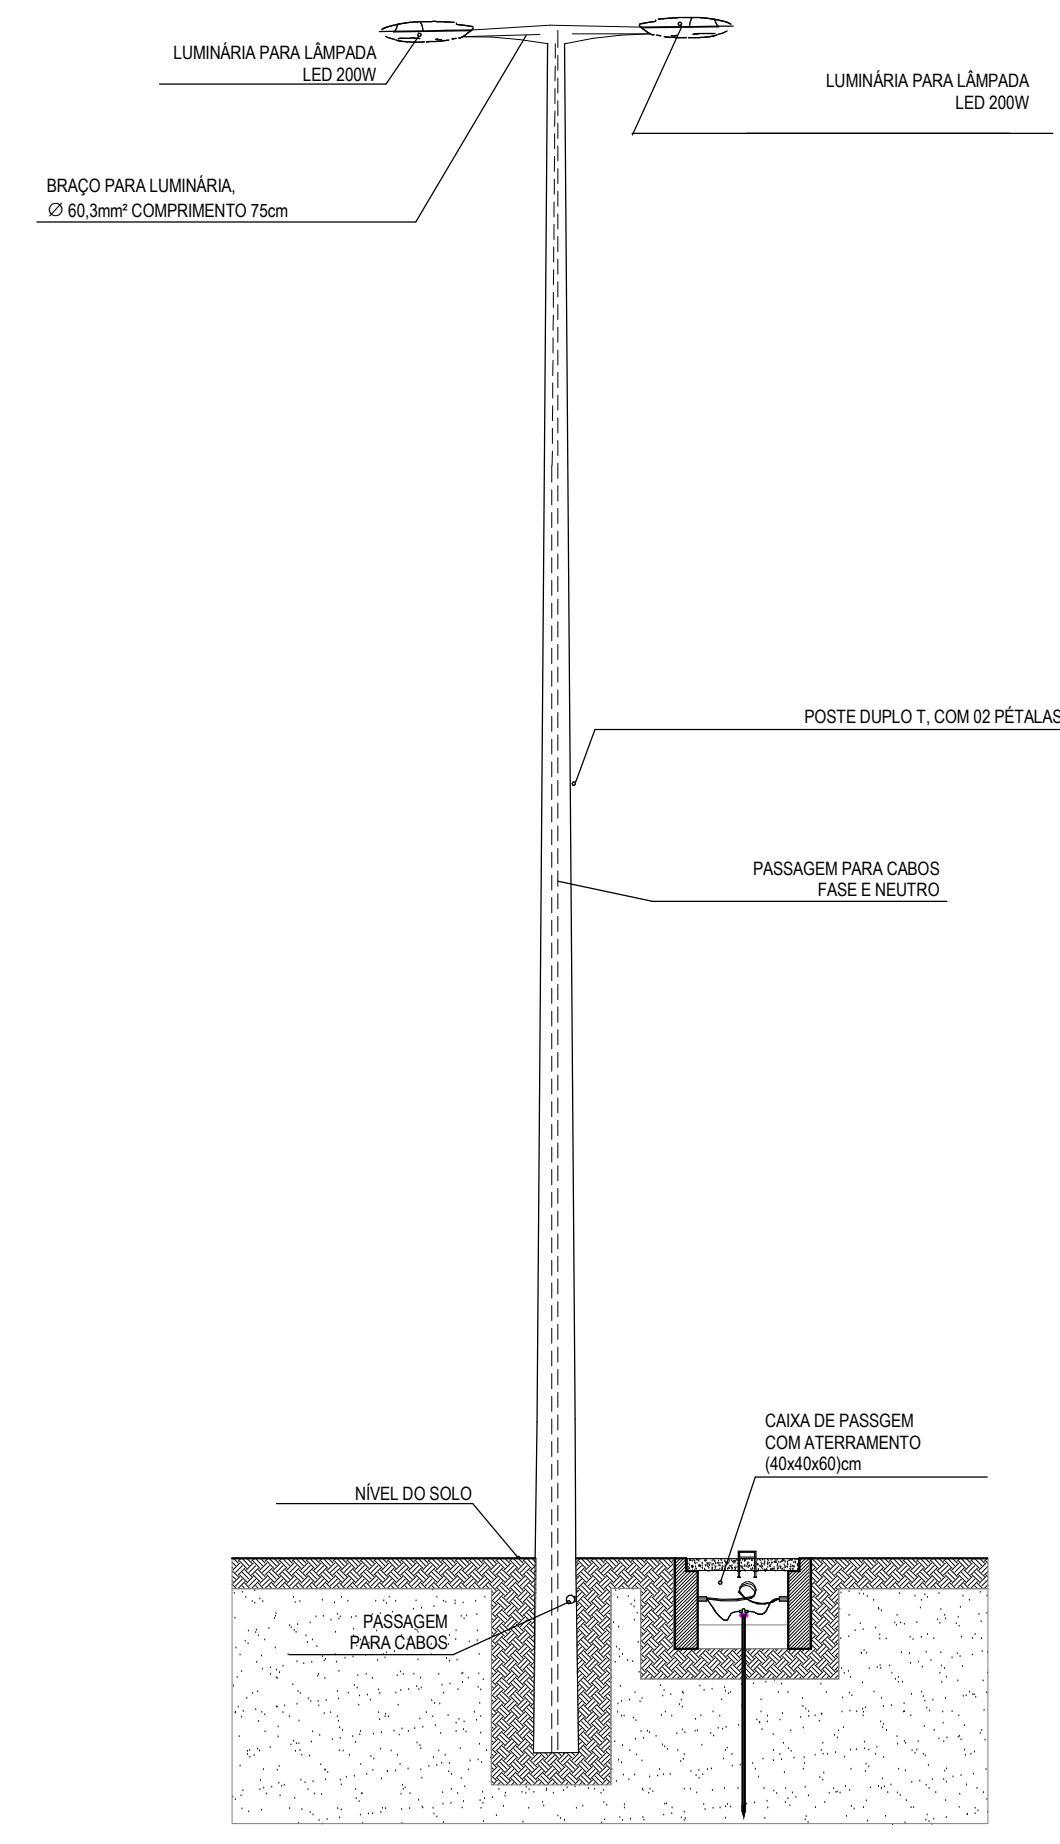 LUMINÁRIA PARA LÂMPADA
LED 200W
LUMINÁRIA PARA LÂMPADA
LED 200W
BRAÇO PARA LUMINÁRIA,
∅ 60,3mm² COMPRIMENTO 75cm
POSTE DUPLO T, COM 02 PÉTALAS
PASSAGEM PARA CABOS
FASE E NEUTRO
CAIXA DE PASSGEM
COM ATERRAMENTO
(40x40x60)cm
NÍVEL DO SOLO
PASSAGEM
PARA CABOS